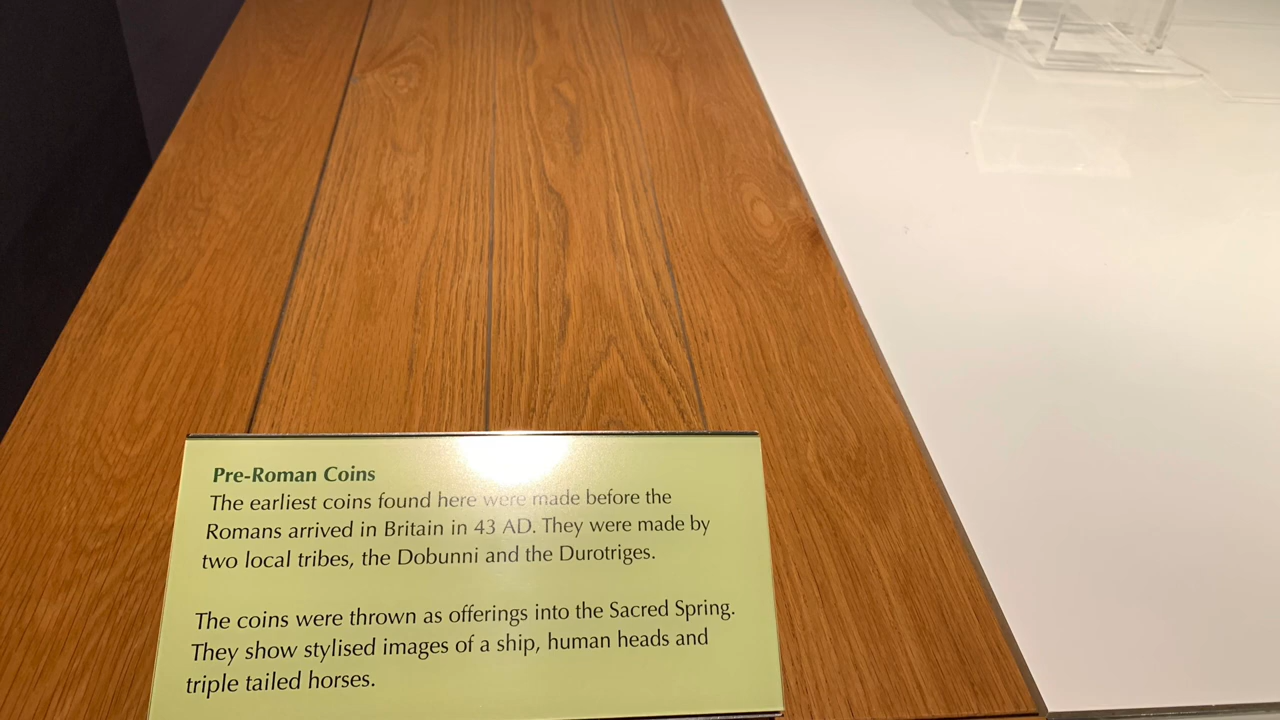 Pre-Roman Coins
The earliest coins found here were made before the
Romans arrived in Britain in 43 AD. They were made by
two local tribes, the Dobunni and the Durotriges.
The coins were thrown as offerings into the Sacred Spring.
They show stylised images of a ship, human heads and
triple tailed horses.